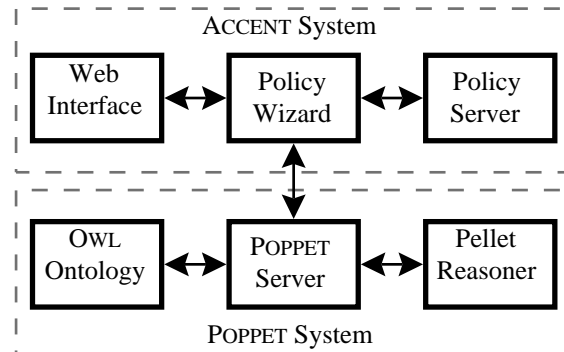 ACCENT System
Web Policy Policy
Interface Wizard Server
OWL POPPET Pellet
Ontology Server Reasoner
POPPET System